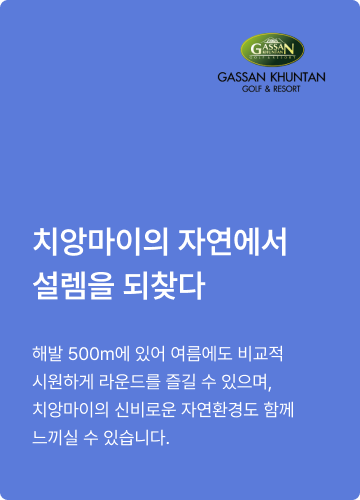 GASSAN
KHUNTAN
GOLF & RESORT
GASSAN KHUNTAN
GOLF & RESORT
치앙마이의 자연에서
설렘을 되찾다
해발 500m에 있어 여름에도 비교적
시원하게 라운드를 즐길 수 있으며,
치앙마이의 신비로운 자연환경도 함께
느끼실 수 있습니다.